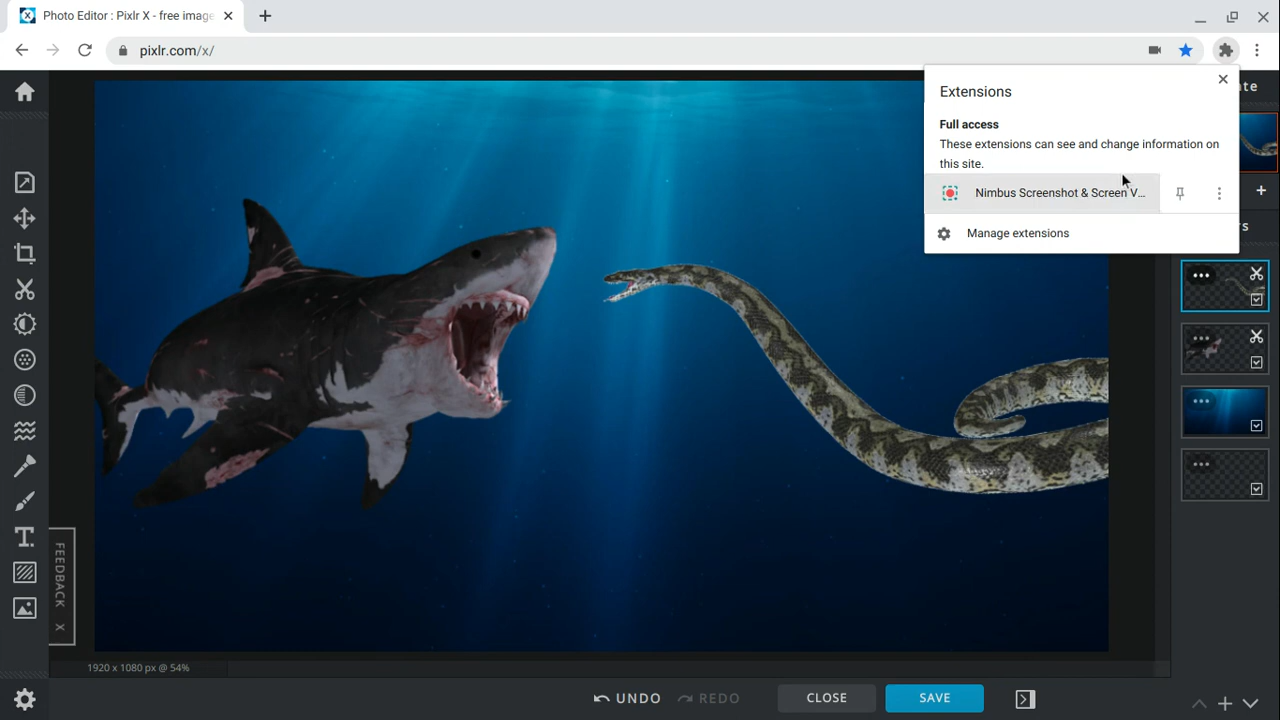 Photo Editor : Pixlr X - free image
pixlr.com/x/
Extensions
Full access
These extensions can see and change information on
this site.
Nimbus Screenshot & Screen V...
Manage extensions
FEEDBACK X
1920 x 1080 px @ 54%
UNDO
REDO
CLOSE
SAVE